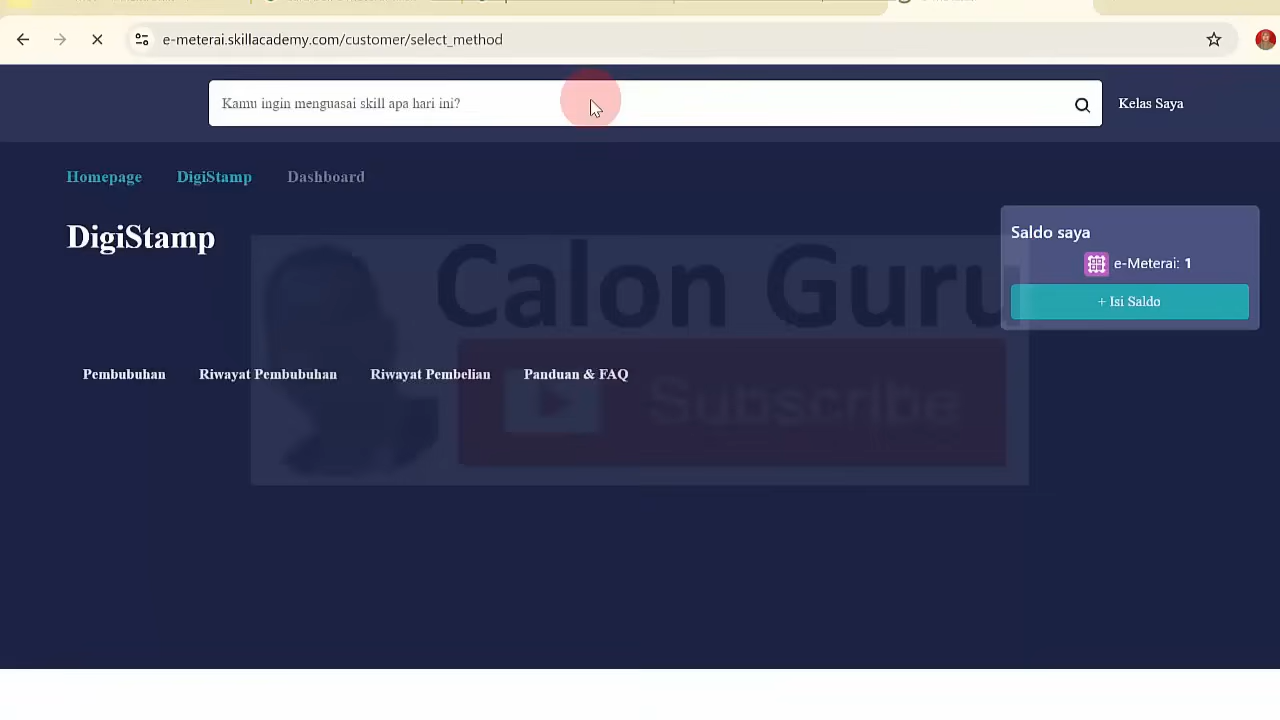 e-meterai.skillacademy.com/customer/select_method
Kamu ingin menguasai skill apa hari ini?
Kelas Saya
Homepage DigiStamp Dashboard
DigiStamp
Saldo saya
e-Meterai: 1
+ Isi Saldo
Calon Guru
Pembubuhan Riwayat Pembubuhan Riwayat Pembelian Panduan & FAQ
Subscribe